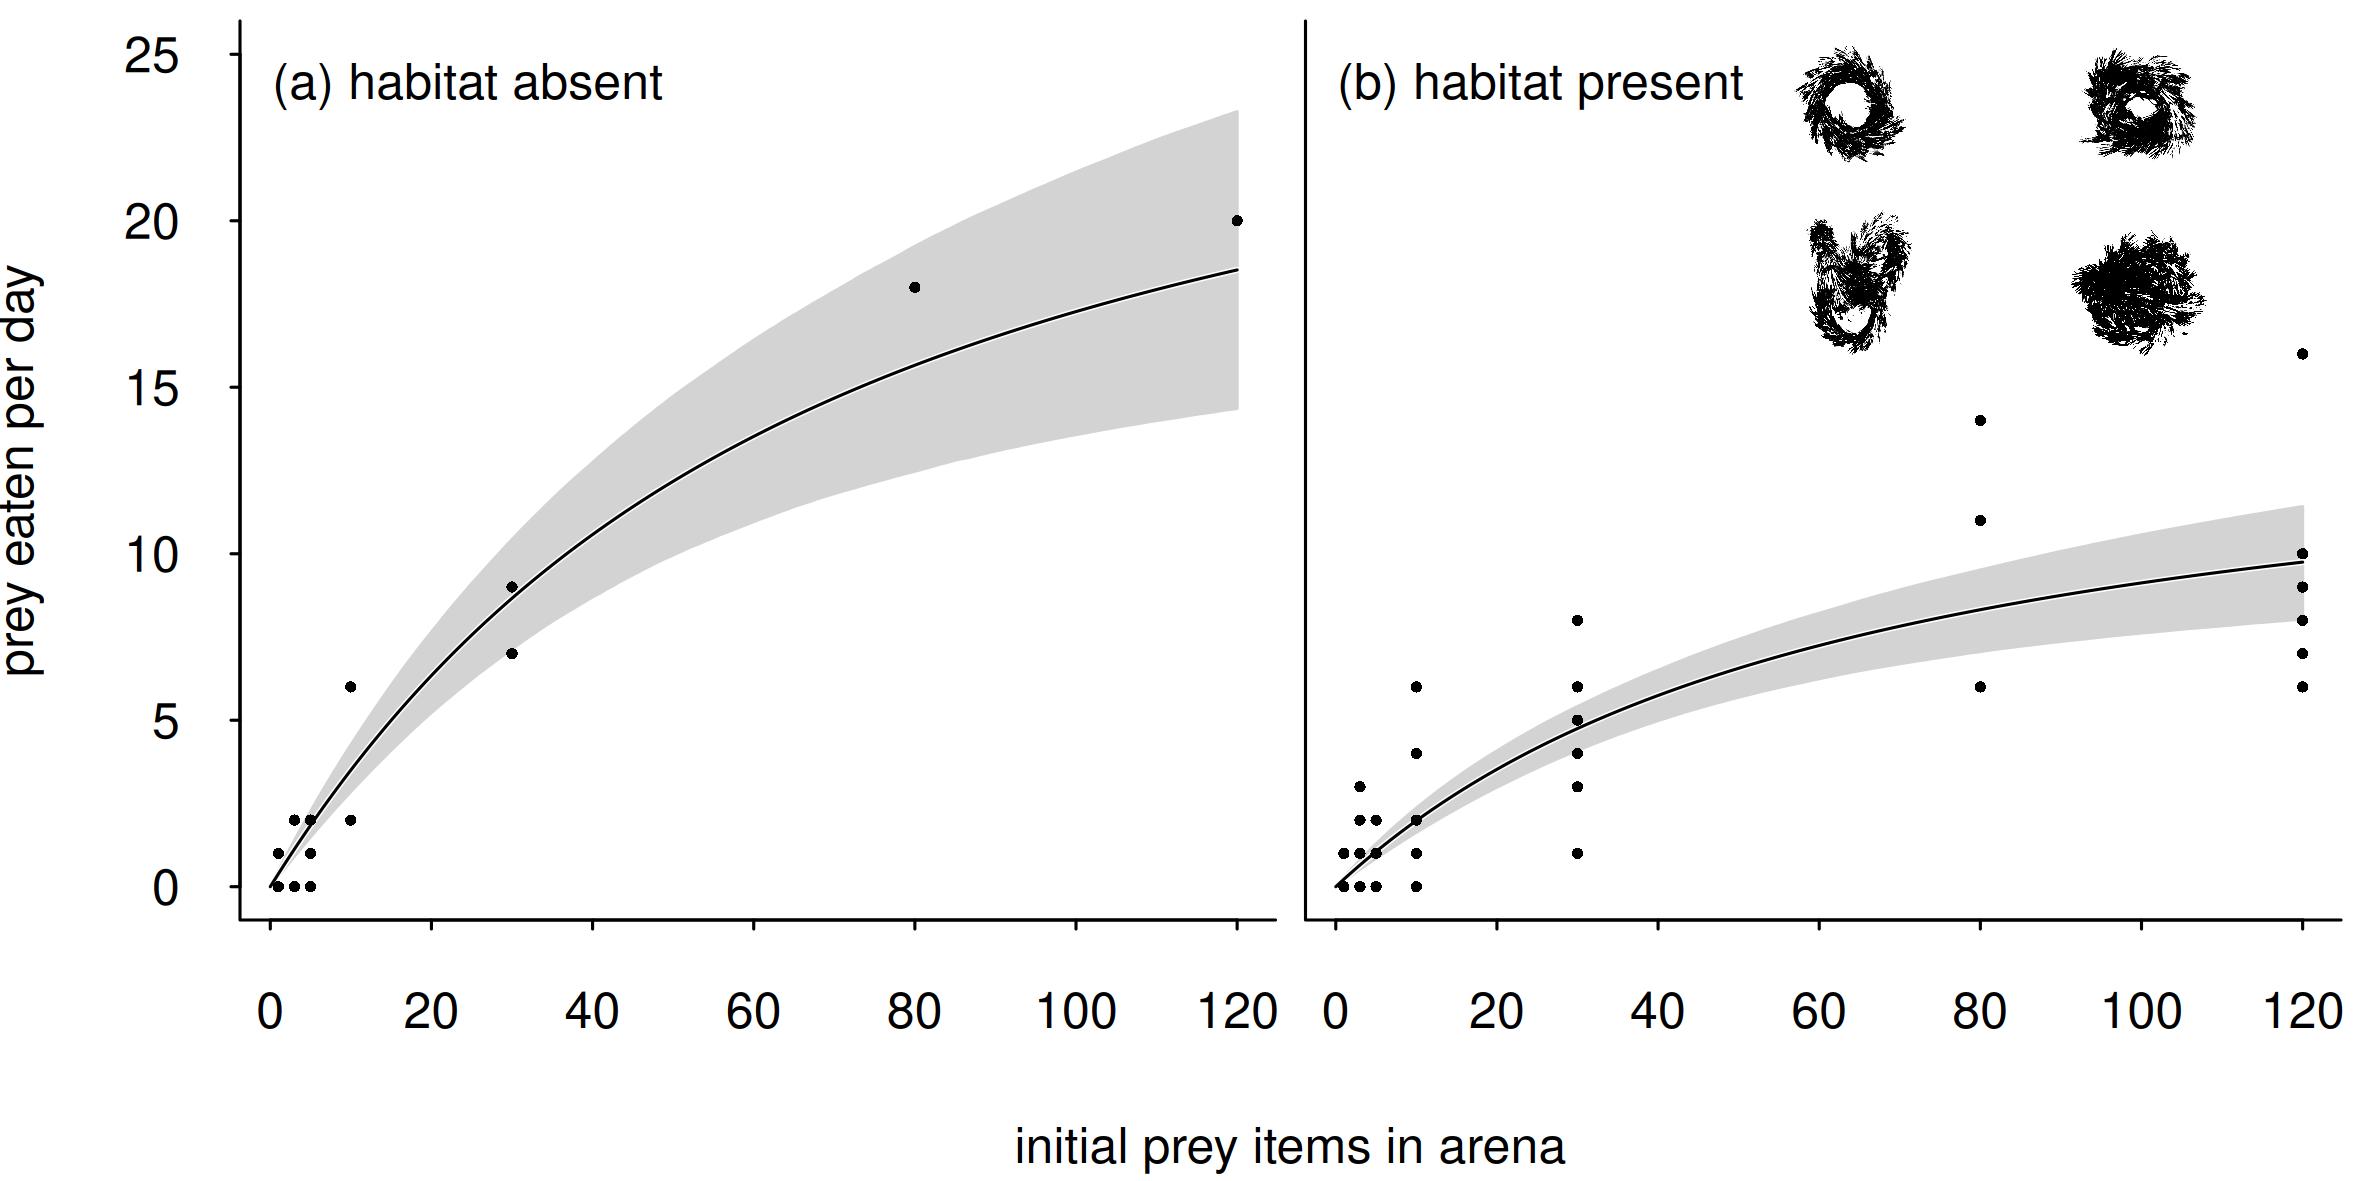 (a) habitat absent
(b) habitat present
prey eaten per day
25
20
15
10
5
0
0 20 40 60 80 100 120
0 20 40 60 80 100 120
initial prey items in arena